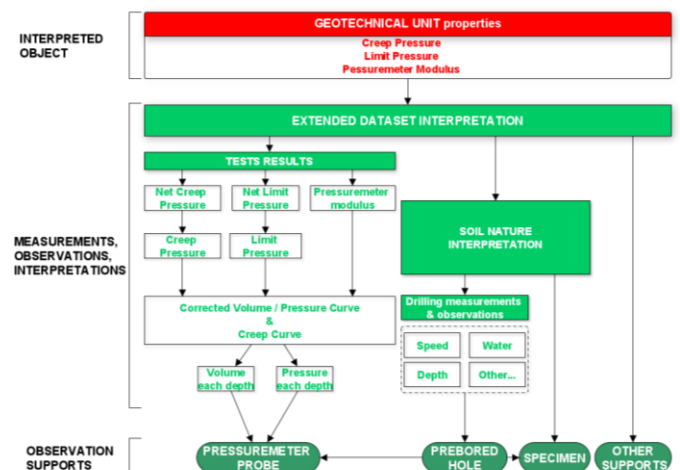 INTERPRETED
OBJECT
GEOTECHNICAL UNIT properties
Creep Pressure
Limit Pressure
Pessuremeter Modulus
MEASUREMENTS,
OBSERVATIONS,
INTERPRETATIONS
EXTENDED DATASET INTERPRETATION
TESTS RESULTS
Net Creep
Pressure
Net Limit
Pressure
Pressuremeter
modulus
Creep
Pressure
Limit
Pressure
SOIL NATURE
INTERPRETATION
Corrected Volume / Pressure Curve
&
Creep Curve
Drilling measurements
& observations
Speed
Water
Depth
Other...
Volume
each depth
Pressure
each depth
OBSERVATION
SUPPORTS
PRESSUREMETER
PROBE
PREBORED
HOLE
SPECIMEN
OTHER
SUPPORTS